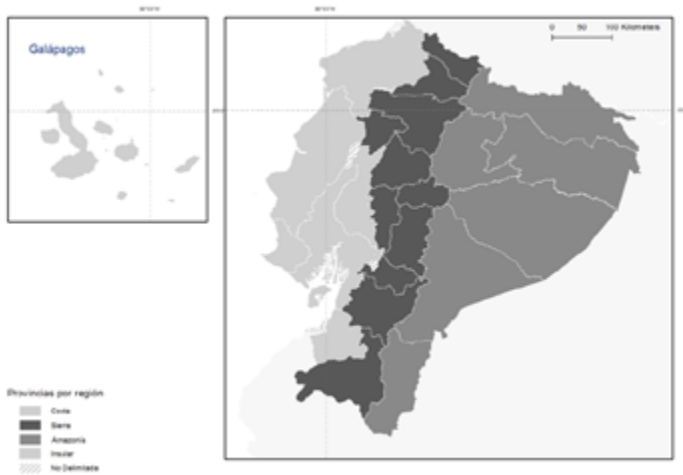 Galápagos
0 50 100 Kilometers
Provincias por región
Costa
Sierra
Amazonía
Insular
No Delimitada